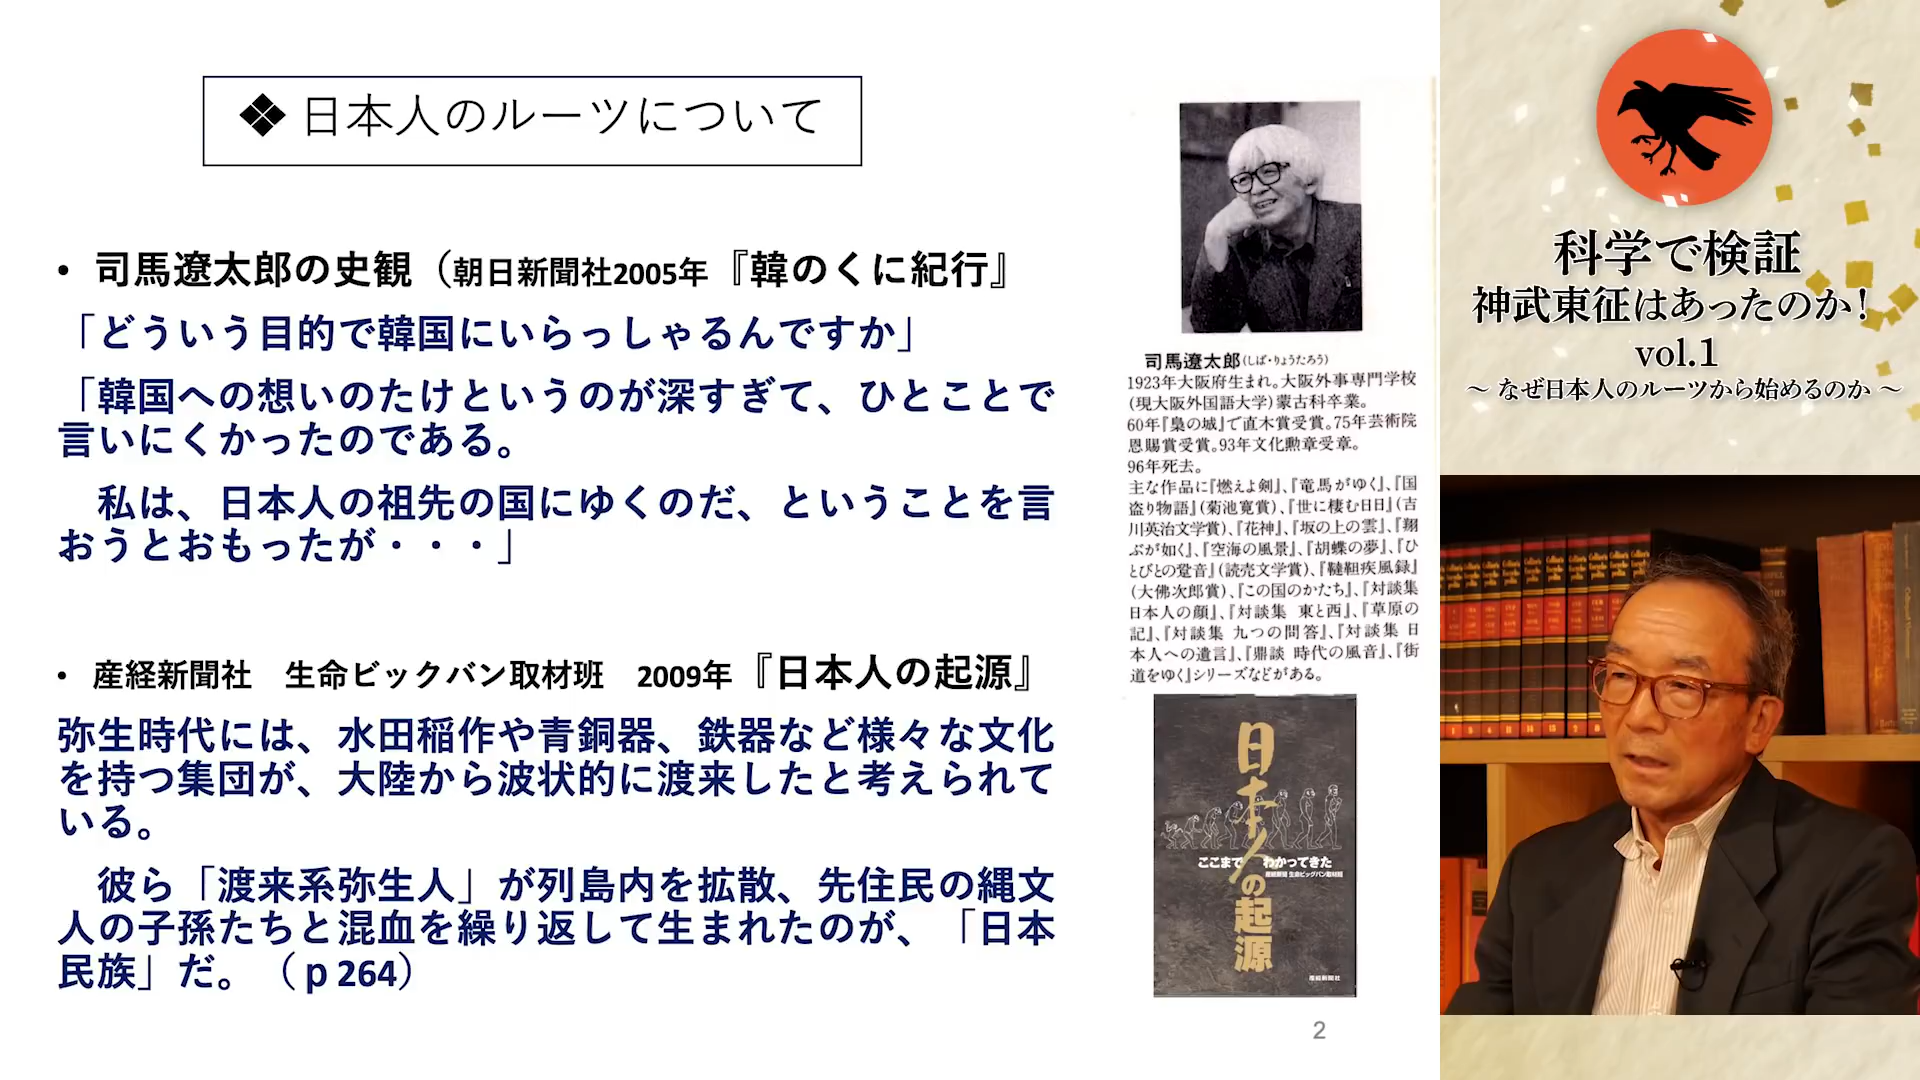 ❖ 日本人のルーツについて
• 司馬遼太郎の史観（朝日新聞社2005年『韓のくに紀行』
「どういう目的で韓国にいらっしゃるんですか」
「韓国への想いのたけというのが深すぎて、ひとことで
言いにくかったのである。
私は、日本人の祖先の国にゆくのだ、ということを言
おうとおもったが・・・」
• 産経新聞社　生命ビックバン取材班　2009年『日本人の起源』
弥生時代には、水田稲作や青銅器、鉄器など様々な文化
を持つ集団が、大陸から波状的に渡来したと考えられて
いる。
彼ら「渡来系弥生人」が列島内を拡散、先住民の縄文
人の子孫たちと混血を繰り返して生まれたのが、「日本
民族」だ。（ｐ264）
司馬遼太郎(しば・りょうたろう)
1923年大阪府生まれ。大阪外事専門学校
(現大阪外国語大学)蒙古科卒業。
60年『梟の城』で直木賞受賞。75年芸術院
恩賜賞受賞。93年文化勲章受章。
96年死去。
主な作品に『燃えよ剣』、『竜馬がゆく』、『国
盗り物語』(菊池寛賞)、『世に棲む日日』(吉
川英治文学賞)、『花神』、『坂の上の雲』、『翔
ぶが如く』、『空海の風景』、『胡蝶の夢』、『ひ
とびとの跫音』(読売文学賞)、『韃靼疾風録』
(大佛次郎賞)、『この国のかたち』、『対談集
日本人の顔』、『対談集 東と西』、『草原の
記』、『対談集 九つの問答』、『対談集 日
本人への遺言』、『鼎談 時代の風音』、『街
道をゆく』シリーズなどがある。
日本人の起源
ここまでわかってきた
産経新聞 生命ビッグバン取材班
産経新聞社
2
科学で検証
神武東征はあったのか!
vol.1
～ なぜ日本人のルーツから始めるのか ～